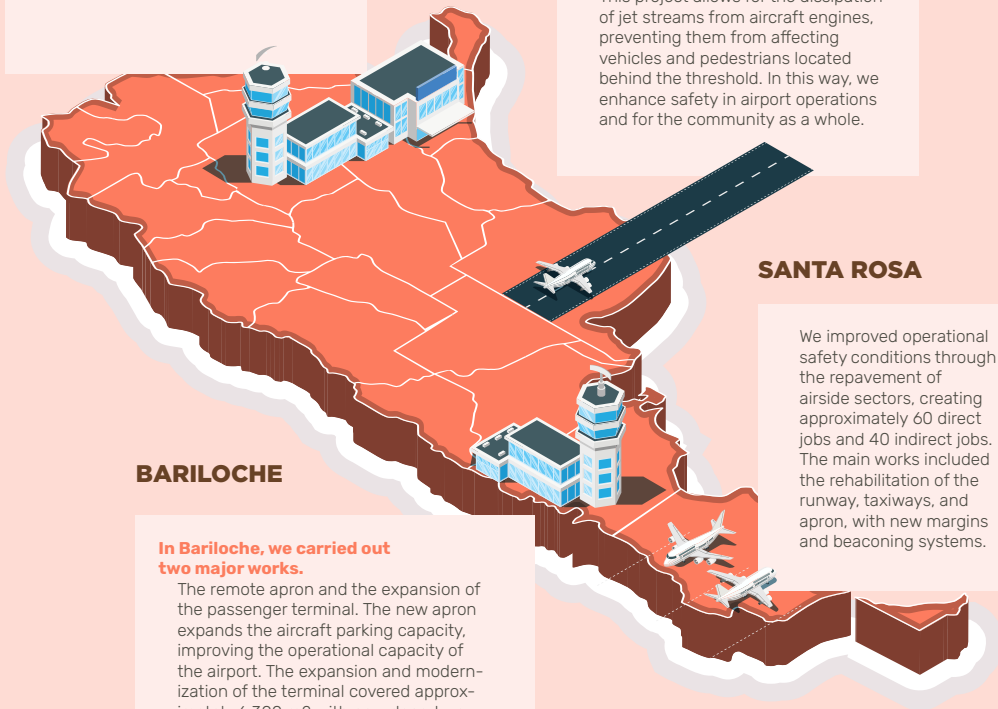 This project allows for the dissipation
of jet streams from aircraft engines,
preventing them from affecting
vehicles and pedestrians located
behind the threshold. In this way, we
enhance safety in airport operations
and for the community as a whole.
SANTA ROSA
We improved operational
safety conditions through
the repavement of
airside sectors, creating
approximately 60 direct
jobs and 40 indirect jobs.
The main works included
the rehabilitation of the
runway, taxiways, and
apron, with new margins
and beaconing systems.
BARILOCHE
In Bariloche, we carried out
two major works.
The remote apron and the expansion of
the passenger terminal. The new apron
expands the aircraft parking capacity,
improving the operational capacity of
the airport. The expansion and modern-
ization of the terminal covered approx-